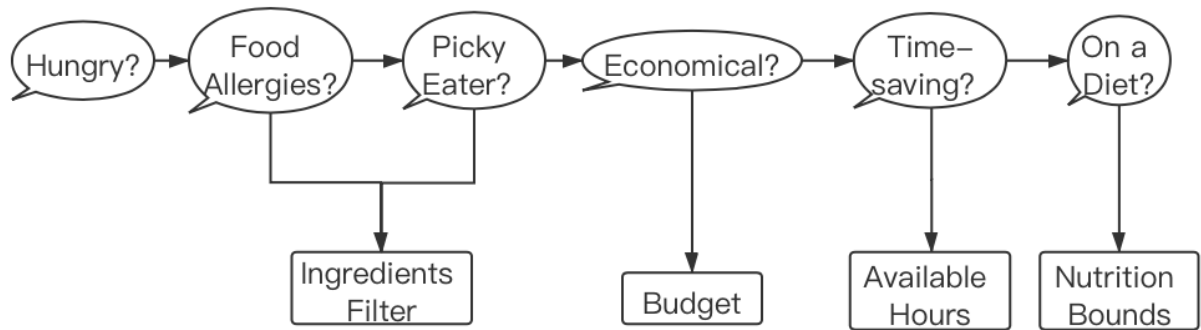 Hungry?
Food
Allergies?
Picky
Eater?
Economical?
Time-
saving?
On a
Diet?
Ingredients
Filter
Budget
Available
Hours
Nutrition
Bounds